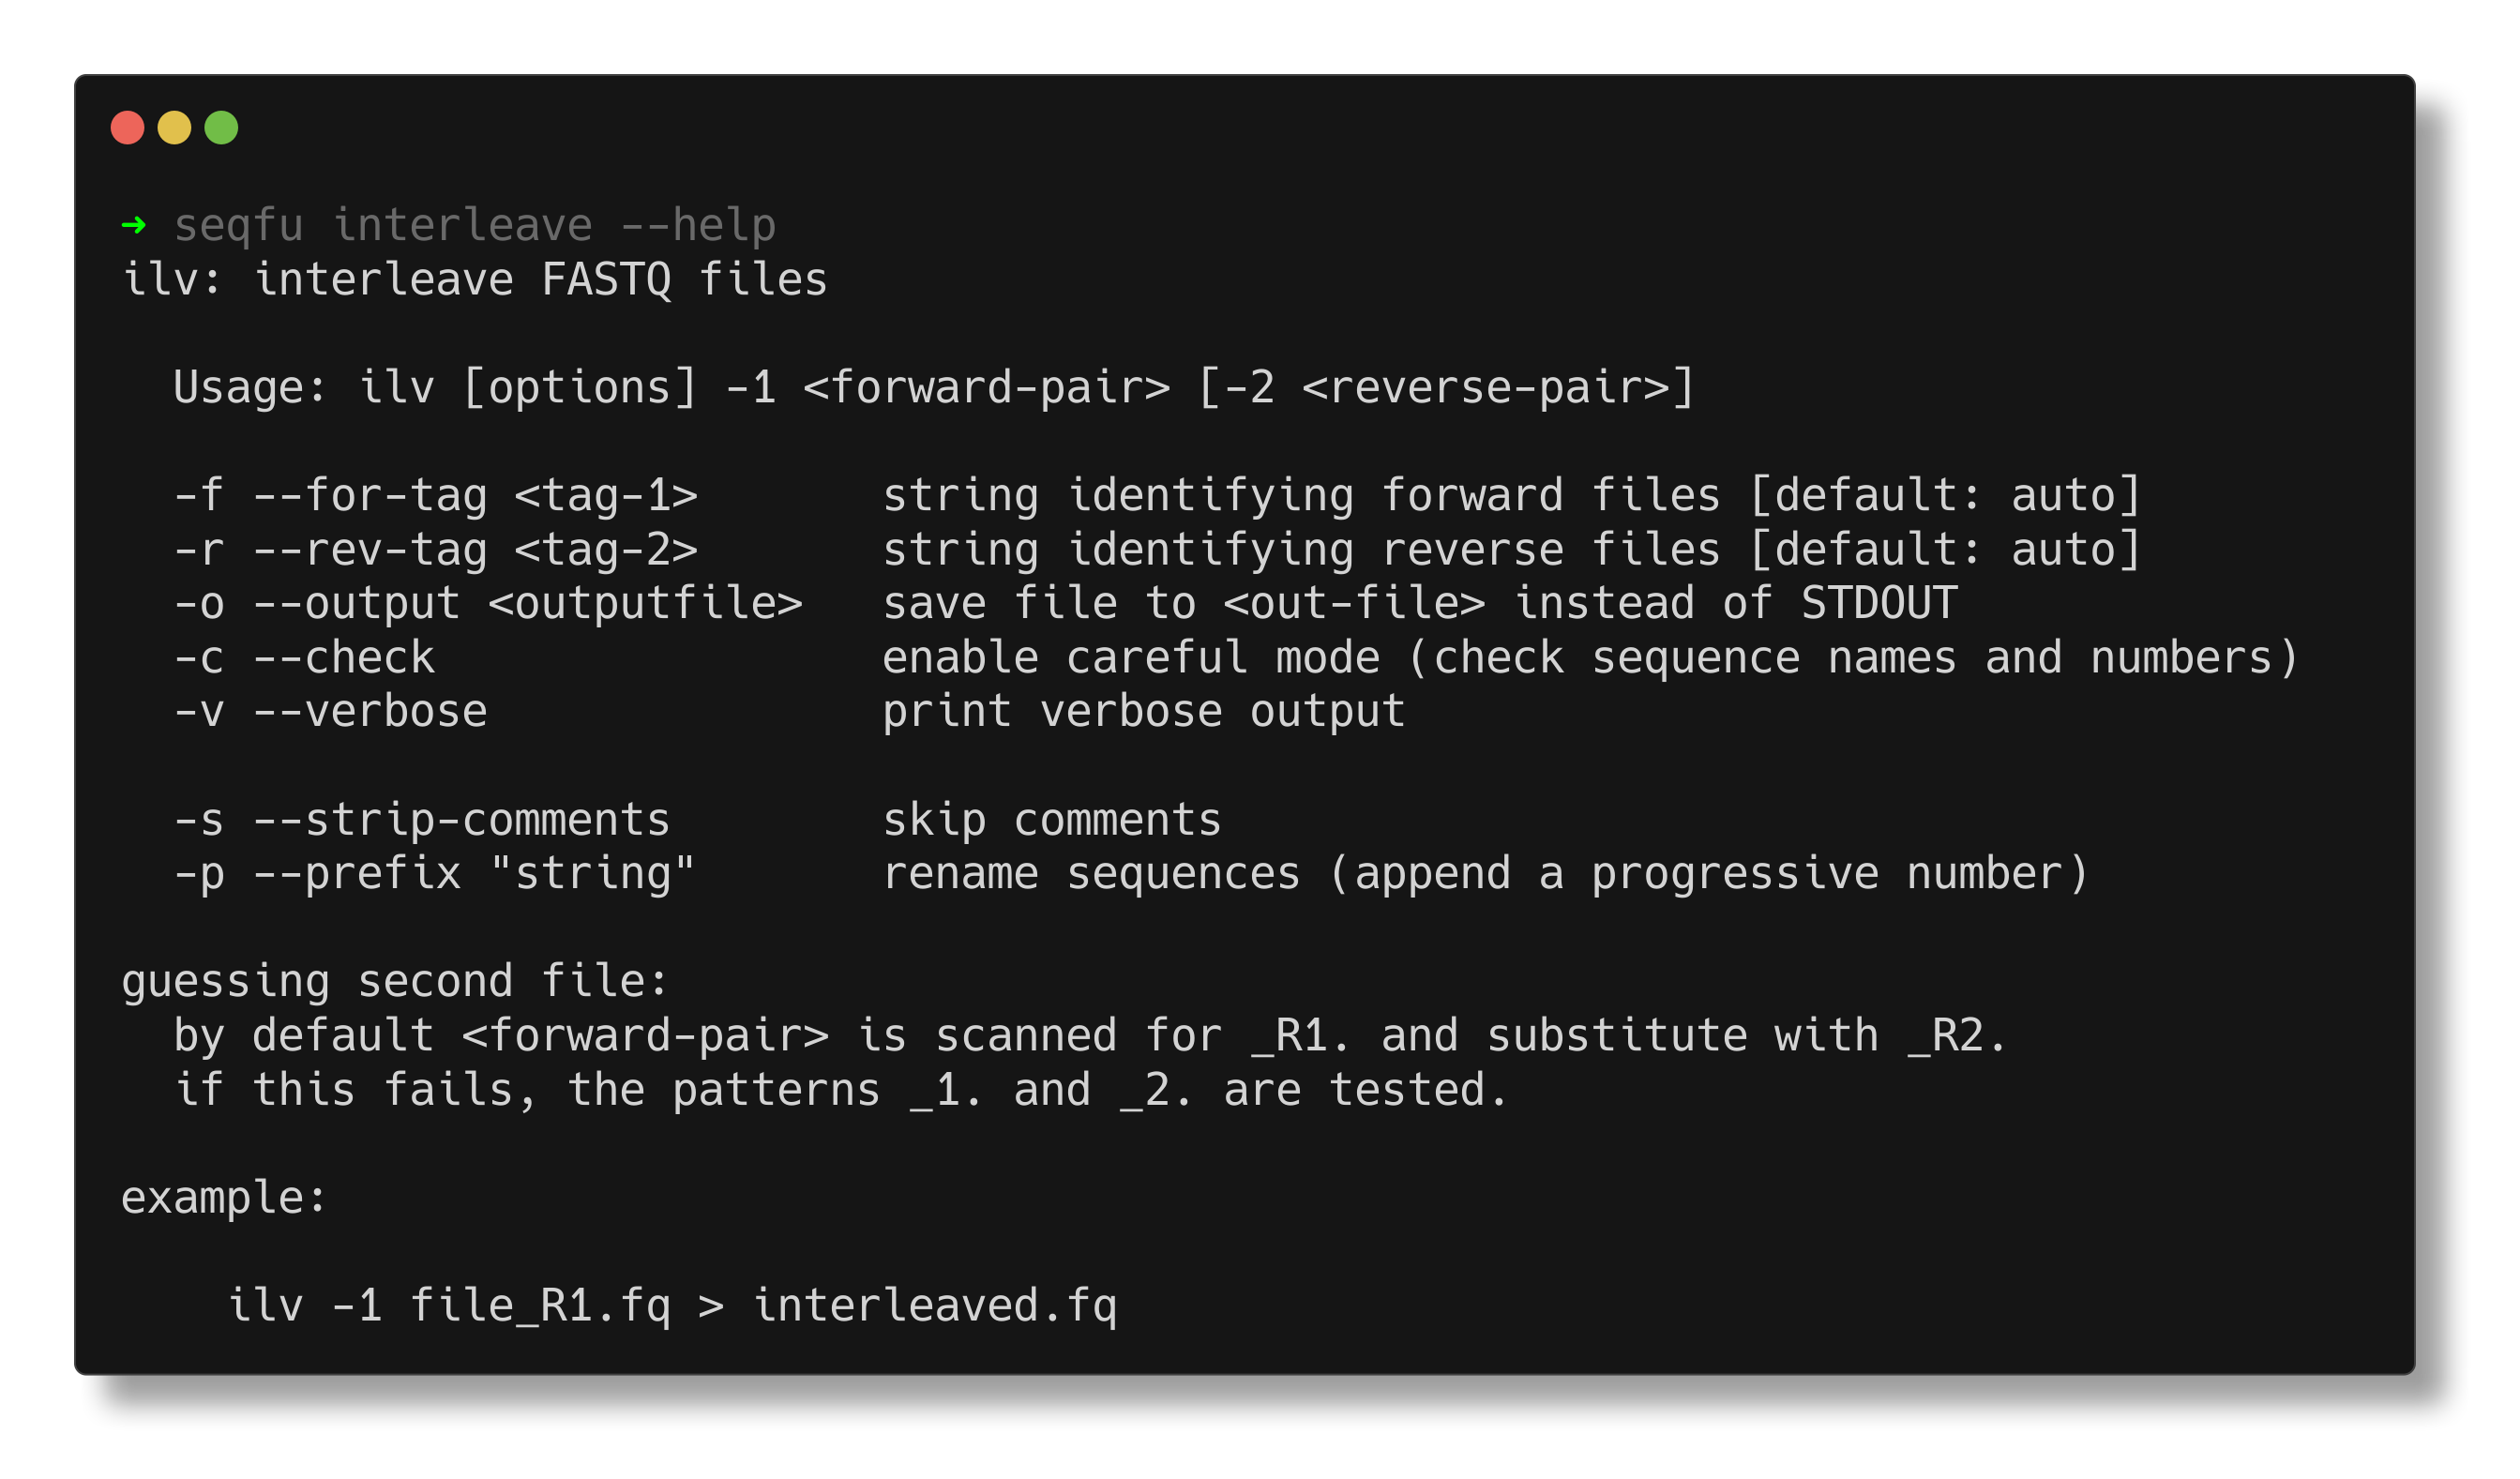 ➜ seqfu interleave --help
ilv: interleave FASTQ files

  Usage: ilv [options] -1 <forward-pair> [-2 <reverse-pair>]

  -f --for-tag <tag-1>       string identifying forward files [default: auto]
  -r --rev-tag <tag-2>       string identifying reverse files [default: auto]
  -o --output <outputfile>   save file to <out-file> instead of STDOUT
  -c --check                 enable careful mode (check sequence names and numbers)
  -v --verbose               print verbose output

  -s --strip-comments        skip comments
  -p --prefix "string"       rename sequences (append a progressive number)

guessing second file:
  by default <forward-pair> is scanned for _R1. and substitute with _R2.
  if this fails, the patterns _1. and _2. are tested.

example:

    ilv -1 file_R1.fq > interleaved.fq